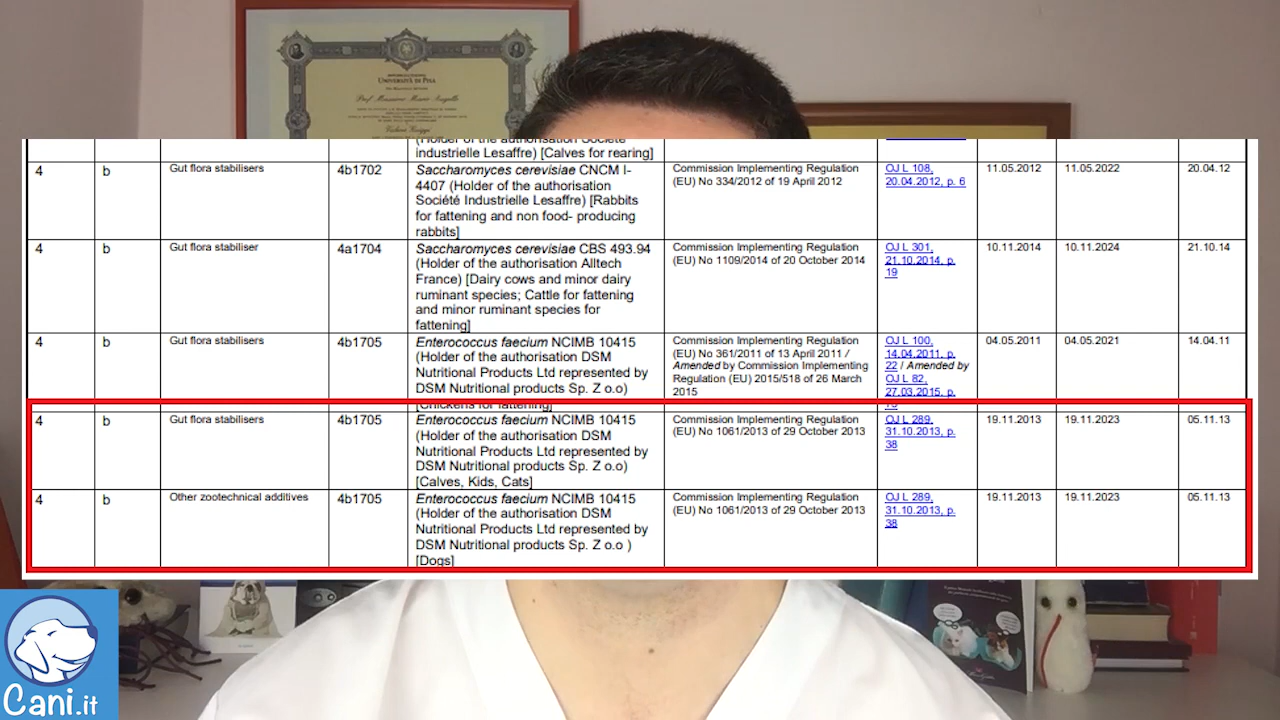 UNIVERSITÀ DI PISA
(Holder of the authorisation Société
industrielle Lesaffre) [Calves for rearing]
4 b Gut flora stabilisers 4b1702 Saccharomyces cerevisiae CNCM I- Commission Implementing Regulation OJ L 108, 11.05.2012 11.05.2022 20.04.12
4407 (Holder of the authorisation (EU) No 334/2012 of 19 April 2012 20.04.2012, p. 6
Société Industrielle Lesaffre) [Rabbits
for fattening and non food- producing
rabbits]
4 b Gut flora stabiliser 4a1704 Saccharomyces cerevisiae CBS 493.94 Commission Implementing Regulation OJ L 301, 10.11.2014 10.11.2024 21.10.14
(Holder of the authorisation Alltech (EU) No 1109/2014 of 20 October 2014 21.10.2014, p.
France) [Dairy cows and minor dairy 19
ruminant species; Cattle for fattening
and minor ruminant species for
fattening]
4 b Gut flora stabilisers 4b1705 Enterococcus faecium NCIMB 10415 Commission Implementing Regulation OJ L 100, 04.05.2011 04.05.2021 14.04.11
(Holder of the authorisation DSM (EU) No 361/2011 of 13 April 2011 / 14.04.2011, p.
Nutritional Products Ltd represented by Amended by Commission Implementing 22 / Amended by
DSM Nutritional products Sp. Z o.o) Regulation (EU) 2015/518 of 26 March OJ L 82,
2015 27.03.2015, p.
[Chickens for fattening]
4 b Gut flora stabilisers 4b1705 Enterococcus faecium NCIMB 10415 Commission Implementing Regulation OJ L 289, 19.11.2013 19.11.2023 05.11.13
(Holder of the authorisation DSM (EU) No 1061/2013 of 29 October 2013 31.10.2013, p.
Nutritional Products Ltd represented by 38
DSM Nutritional products Sp. Z o.o)
[Calves, Kids, Cats]
4 b Other zootechnical additives 4b1705 Enterococcus faecium NCIMB 10415 Commission Implementing Regulation OJ L 289, 19.11.2013 19.11.2023 05.11.13
(Holder of the authorisation DSM (EU) No 1061/2013 of 29 October 2013 31.10.2013, p.
Nutritional Products Ltd represented by 38
DSM Nutritional products Sp. Z o.o )
[Dogs]
Cani.it